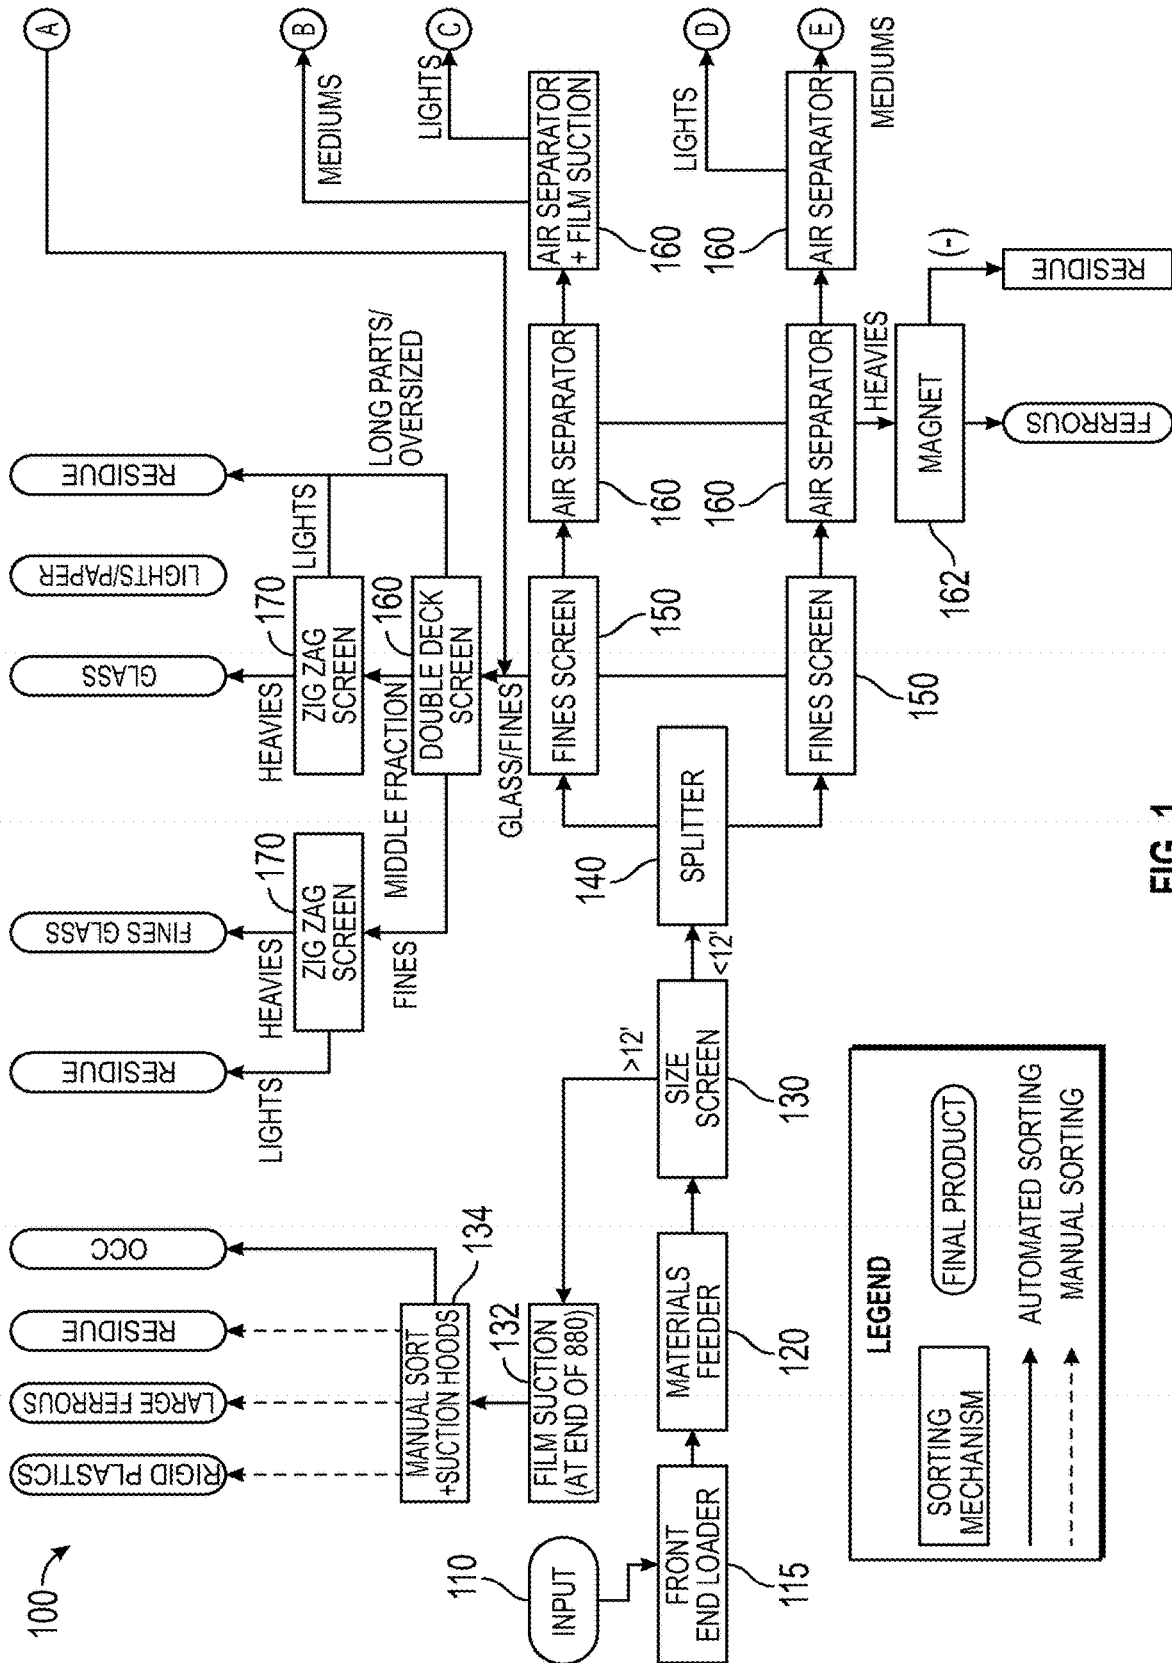 100
RIGID PLASTICS
LARGE FERROUS
RESIDUE
OCC
RESIDUE
FINES GLASS
GLASS
LIGHTS/PAPER
RESIDUE
A
B
C
D
E
MANUAL SORT
+SUCTION HOODS
134
LIGHTS
HEAVIES
ZIG ZAG
SCREEN
170
FINES
HEAVIES
ZIG ZAG
SCREEN
170
LIGHTS
MIDDLE FRACTION
DOUBLE DECK
SCREEN
160
LONG PARTS/
OVERSIZED
GLASS/FINES
MEDIUMS
LIGHTS
110
INPUT
FILM SUCTION
(AT END OF 880)
132
FINES SCREEN
150
AIR SEPARATOR
160
AIR SEPARATOR
+ FILM SUCTION
160
FRONT
END LOADER
115
MATERIALS
FEEDER
120
SIZE
SCREEN
130
>12'
<12'
SPLITTER
140
FINES SCREEN
150
AIR SEPARATOR
160
AIR SEPARATOR
160
LIGHTS
MEDIUMS
HEAVIES
MAGNET
162
(-)
FERROUS
RESIDUE
LEGEND
SORTING
MECHANISM
FINAL PRODUCT
AUTOMATED SORTING
MANUAL SORTING
FIG. 1